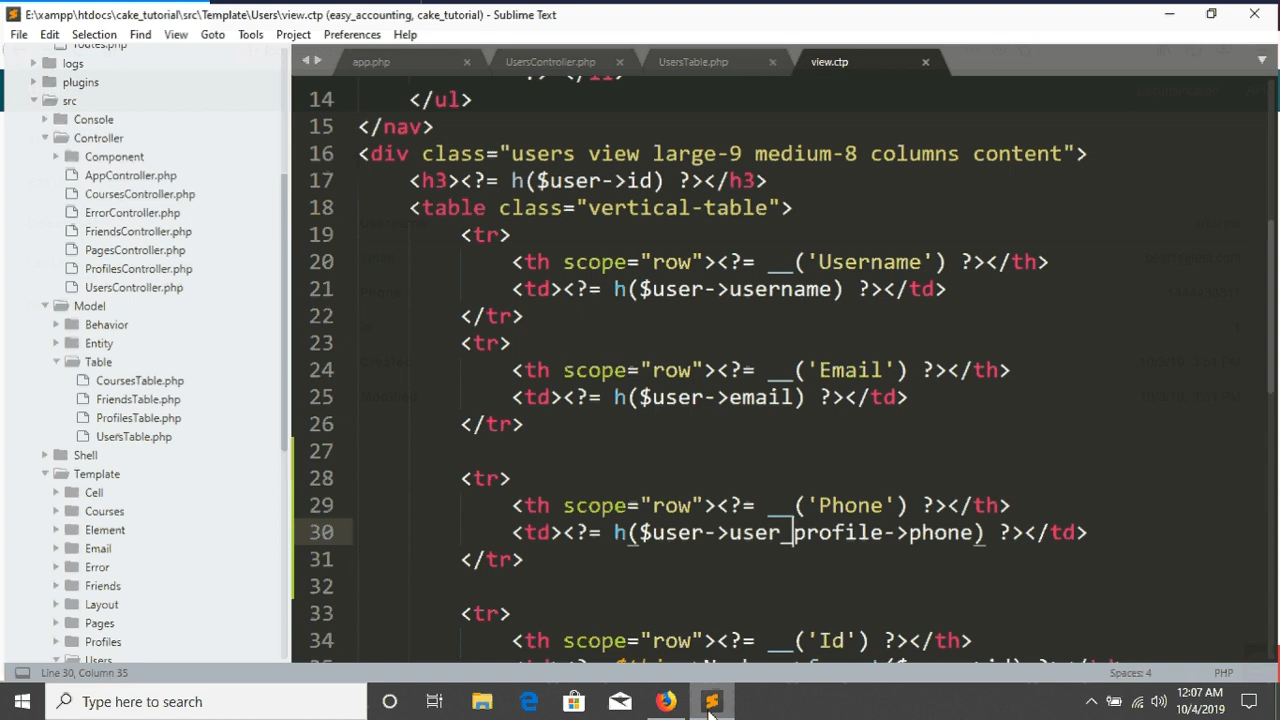 E:\xampp\htdocs\cake_tutorial\src\Template\Users\view.ctp (easy_accounting, cake_tutorial) - Sublime Text
File Edit Selection Find View Goto Tools Project Preferences Help
routes.php
logs
plugins
src
Console
Controller
Component
AppController.php
CoursesController.php
ErrorController.php
FriendsController.php
PagesController.php
ProfilesController.php
UsersController.php
Model
Behavior
Entity
Table
CoursesTable.php
FriendsTable.php
ProfilesTable.php
UsersTable.php
Shell
Template
Cell
Courses
Element
Email
Error
Friends
Layout
Pages
Profiles
Users
app.php UsersController.php UsersTable.php view.ctp
14 </ul>
15 </nav>
16 <div class="users view large-9 medium-8 columns content">
17 <h3><?= h($user->id) ?></h3>
18 <table class="vertical-table">
19 <tr>
20 <th scope="row"><?= __('Username') ?></th>
21 <td><?= h($user->username) ?></td>
22 </tr>
23 <tr>
24 <th scope="row"><?= __('Email') ?></th>
25 <td><?= h($user->email) ?></td>
26 </tr>
27
28 <tr>
29 <th scope="row"><?= __('Phone') ?></th>
30 <td><?= h($user->user_profile->phone) ?></td>
31 </tr>
32
33 <tr>
34 <th scope="row"><?= __('Id') ?></th>
Line 30, Column 35 Spaces: 4 PHP
Type here to search
12:07 AM
10/4/2019